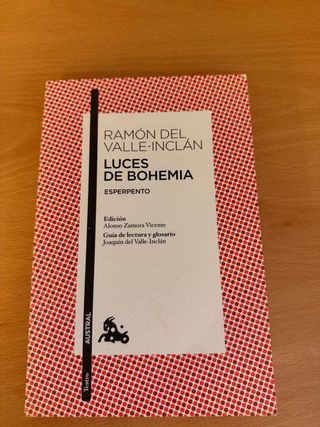 RAMÓN DEL
VALLE-INCLÁN
LUCES
DE BOHEMIA
ESPERPENTO
Edición
Alonso Zamora Vicente
Guía de lectura y glosario
Joaquín del Valle-Inclán
AUSTRAL
Teatro